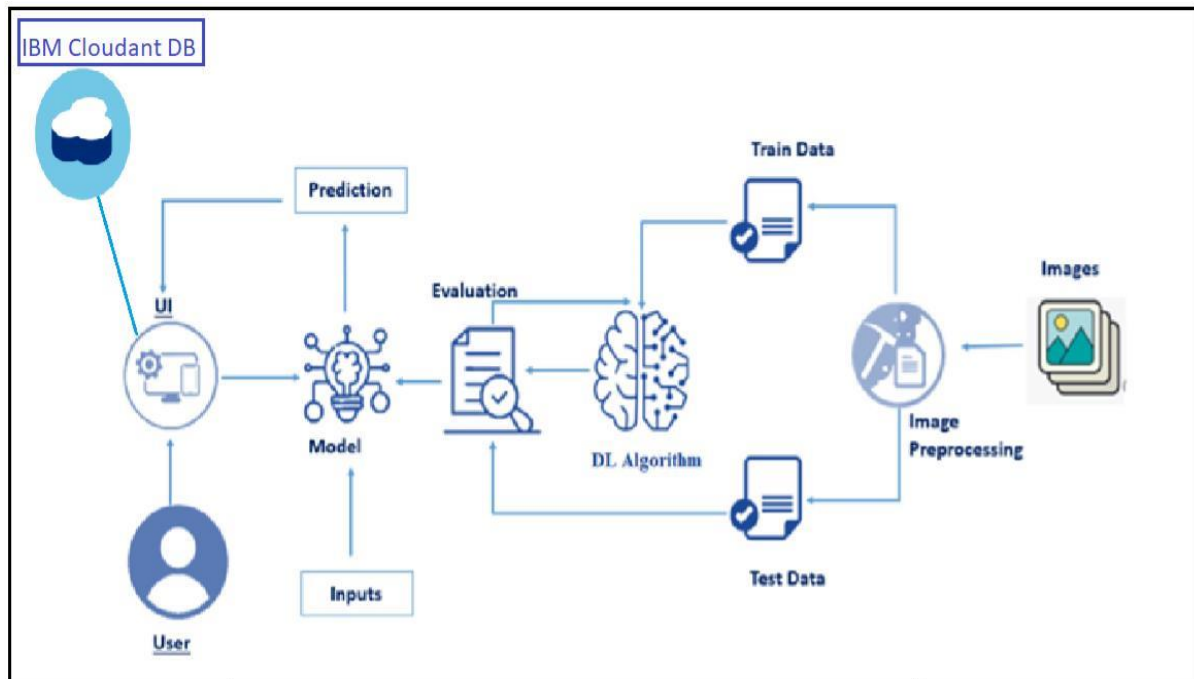 IBM Cloudant DB
Train Data
Prediction
Images
Evaluation
UI
Image
Preprocessing
Model
DL Algorithm
Test Data
Inputs
User